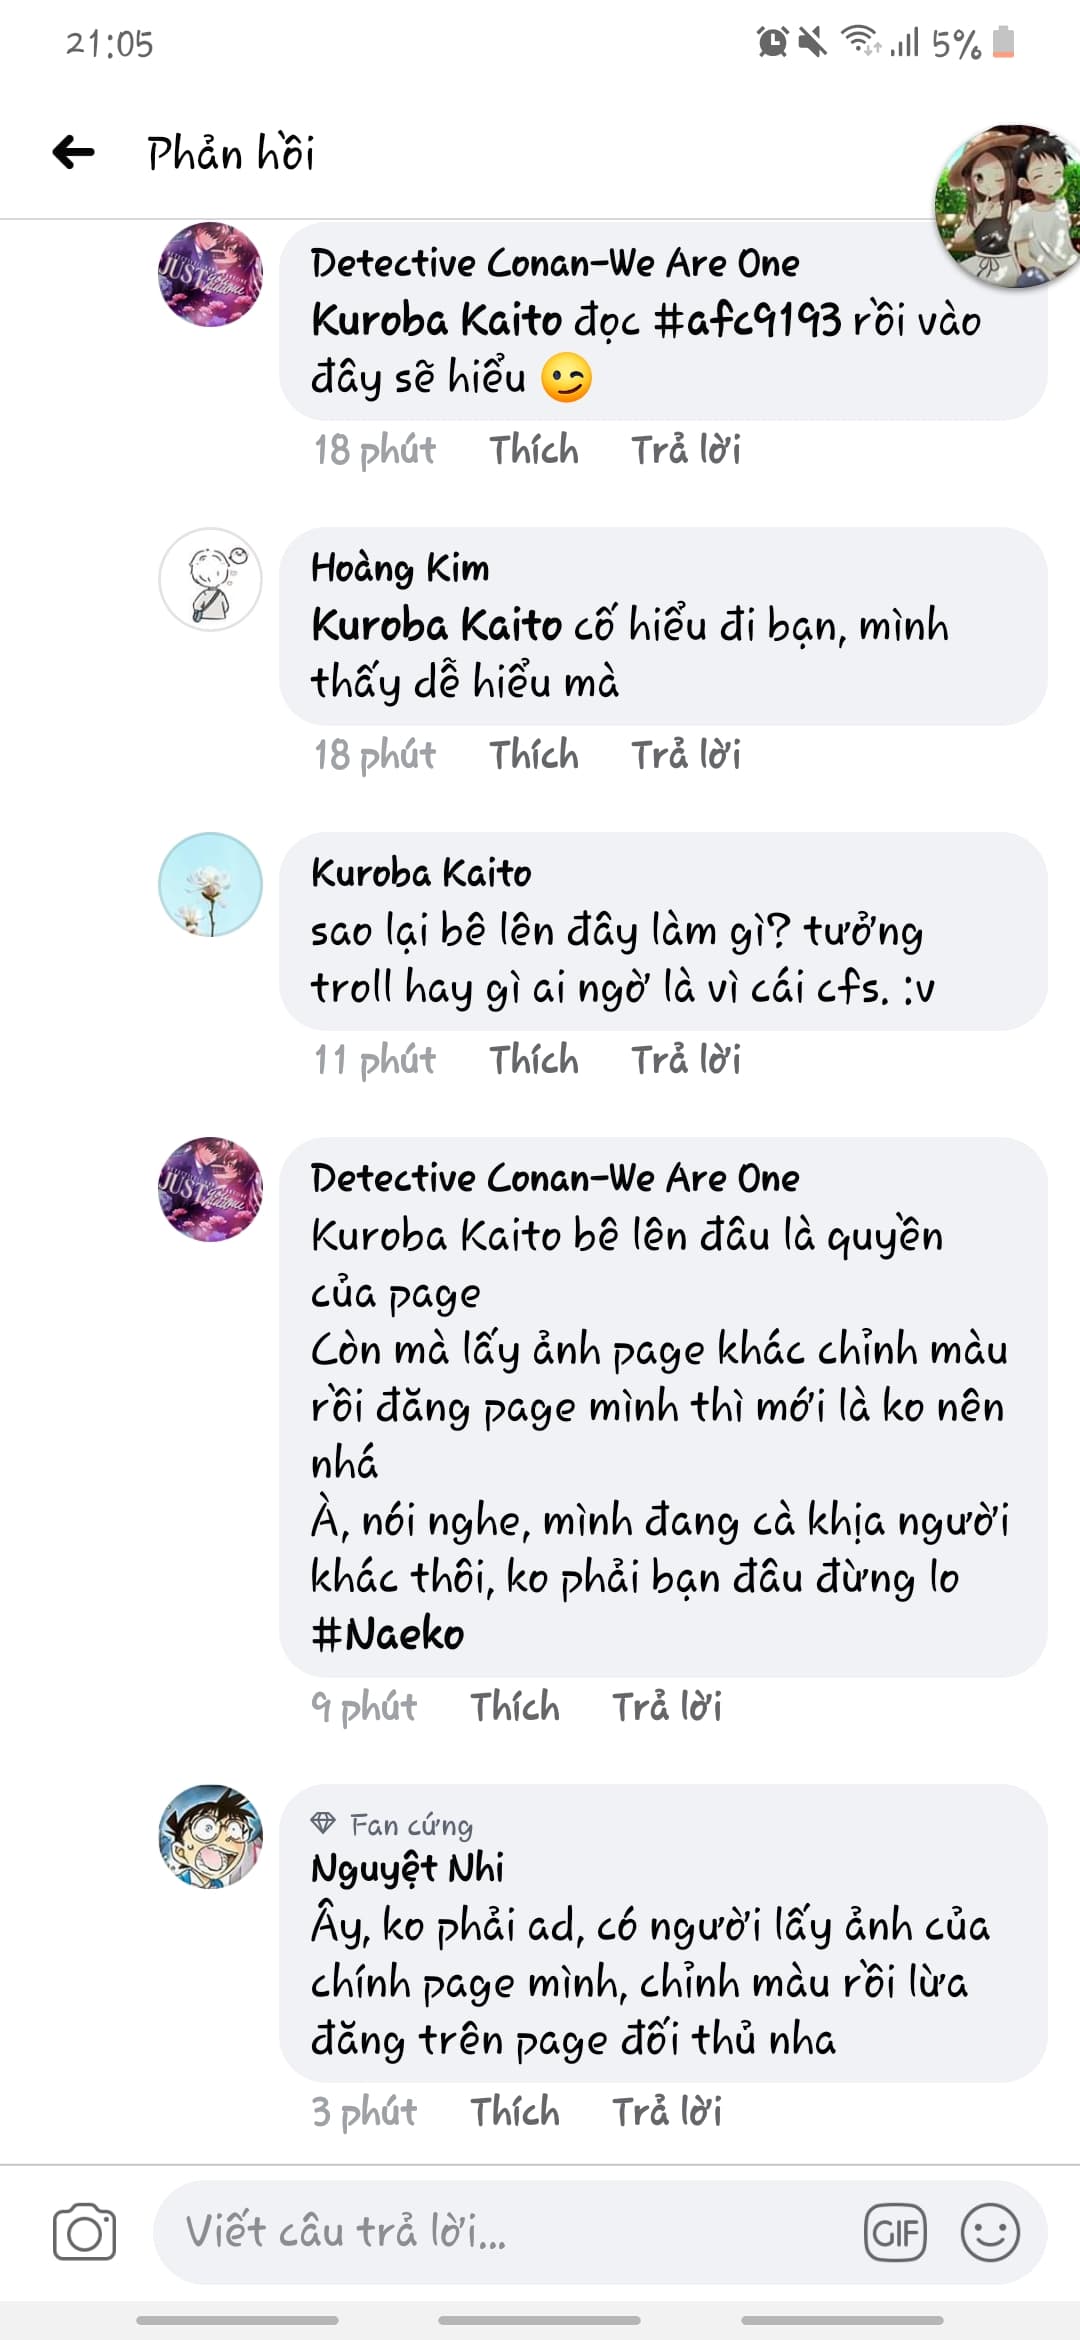 21:05
5%
Phản hồi
Detective Conan-We Are One
Kuroba Kaito đọc #afc9193 rồi vào
đây sẽ hiểu 😉
18 phút Thích Trả lời
Hoàng Kim
Kuroba Kaito cố hiểu đi bạn, mình
thấy dễ hiểu mà
18 phút Thích Trả lời
Kuroba Kaito
sao lại bê lên đây làm gì? tưởng
troll hay gì ai ngờ là vì cái cfs. :v
11 phút Thích Trả lời
JUST
Detective Conan-We Are One
Kuroba Kaito bê lên đâu là quyền
của page
Còn mà lấy ảnh page khác chỉnh màu
rồi đăng page mình thì mới là ko nên
nhá
À, nói nghe, mình đang cà khịa người
khác thôi, ko phải bạn đâu đừng lo
#Naeko
9 phút Thích Trả lời
Fan cứng
Nguyệt Nhi
Ây, ko phải ad, có người lấy ảnh của
chính page mình, chỉnh màu rồi lừa
đăng trên page đối thủ nha
3 phút Thích Trả lời
Viết câu trả lời...
GIF